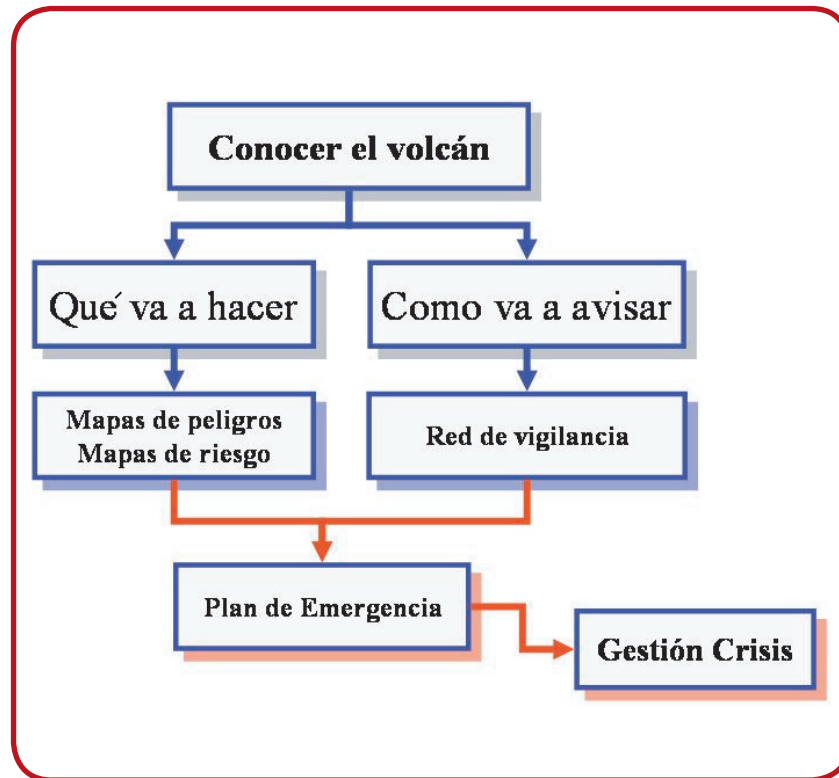 Conocer el volcán
Que´ va a hacer
Como va a avisar
Mapas de peligros
Mapas de riesgo
Red de vigilancia
Plan de Emergencia
Gestión Crisis